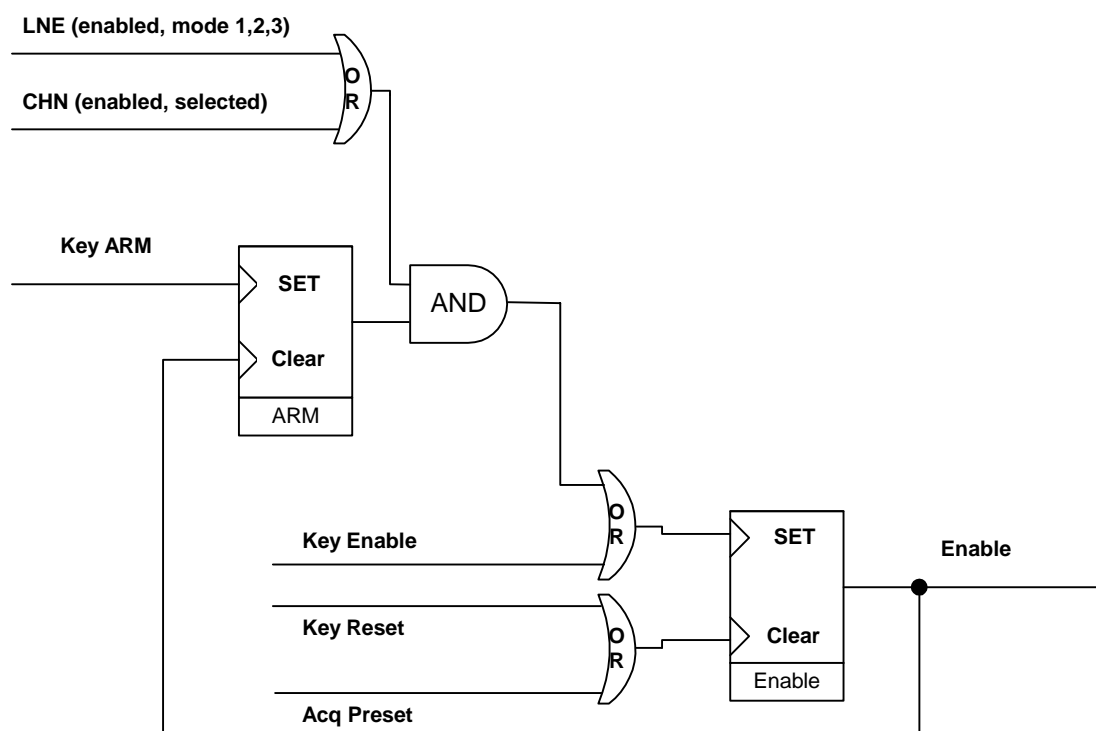 LNE (enabled, mode 1,2,3)
O
R
CHN (enabled, selected)
Key ARM
SET
AND
Clear
ARM
O
R
Key Enable
SET
Enable
Key Reset
O
R
Clear
Enable
Acq Preset